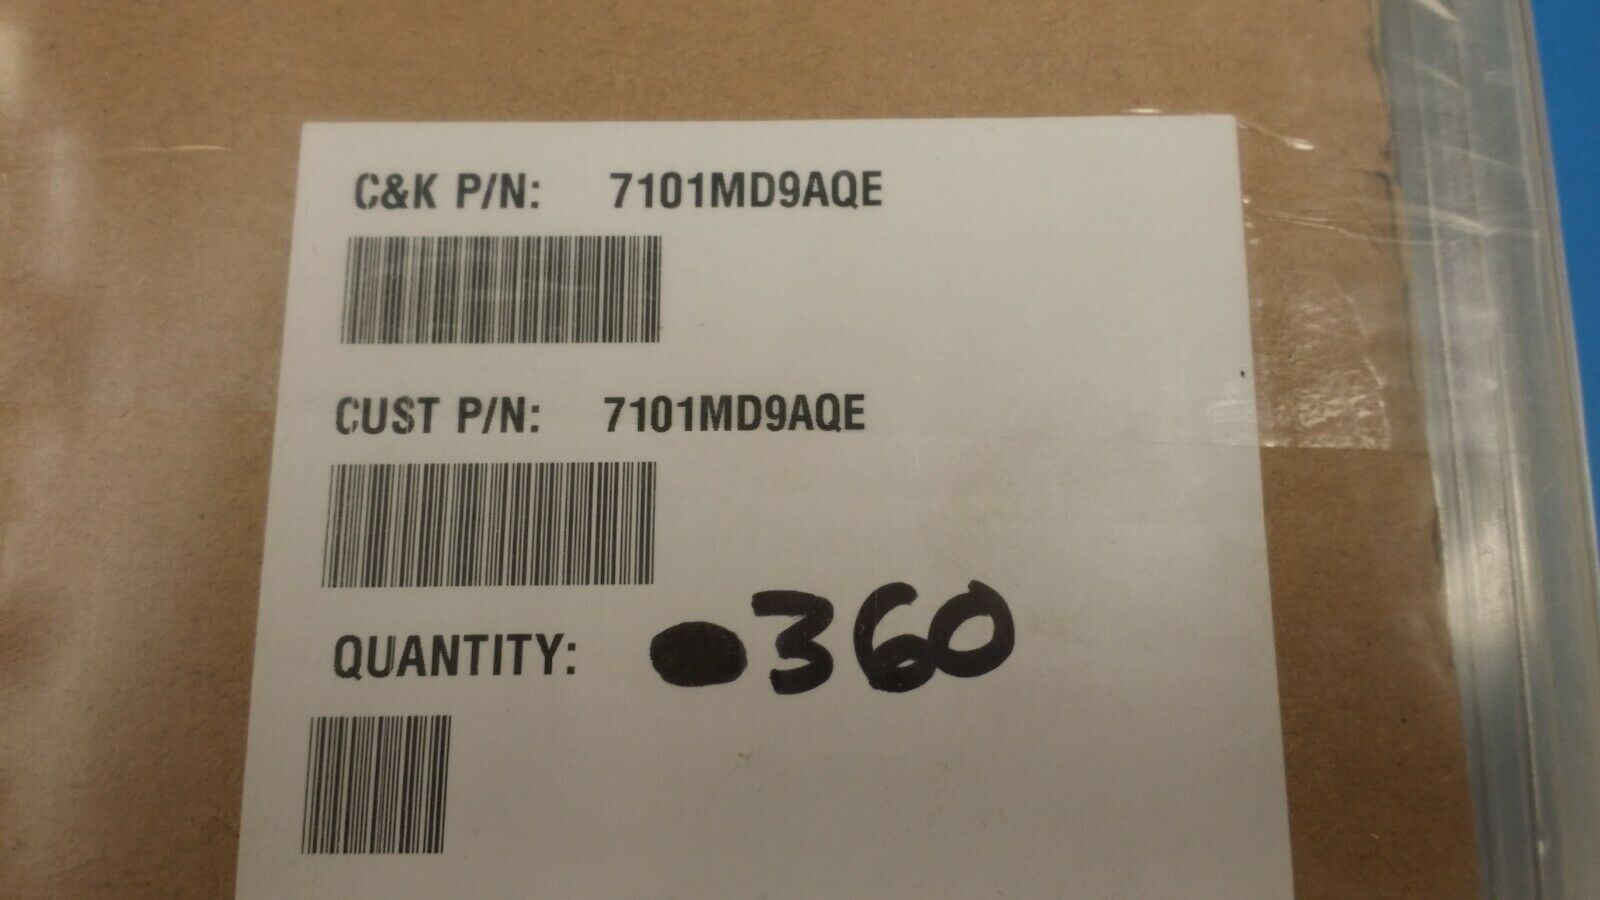 C&K P/N: 7101MD9AQE
CUST P/N: 7101MD9AQE
QUANTITY: 360